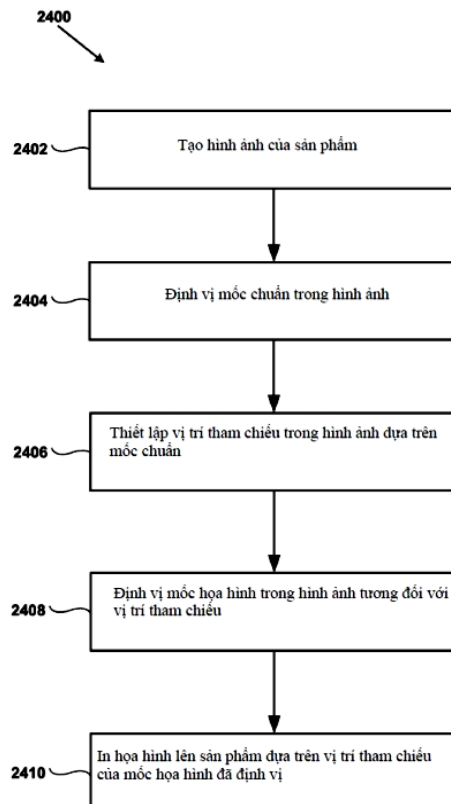 2400
2402
Tạo hình ảnh của sản phẩm
2404
Định vị mốc chuẩn trong hình ảnh
2406
Thiết lập vị trí tham chiếu trong hình ảnh dựa trên
mốc chuẩn
2408
Định vị mốc họa hình trong hình ảnh tương đối với
vị trí tham chiếu
2410
In họa hình lên sản phẩm dựa trên vị trí tham chiếu
của mốc họa hình đã định vị